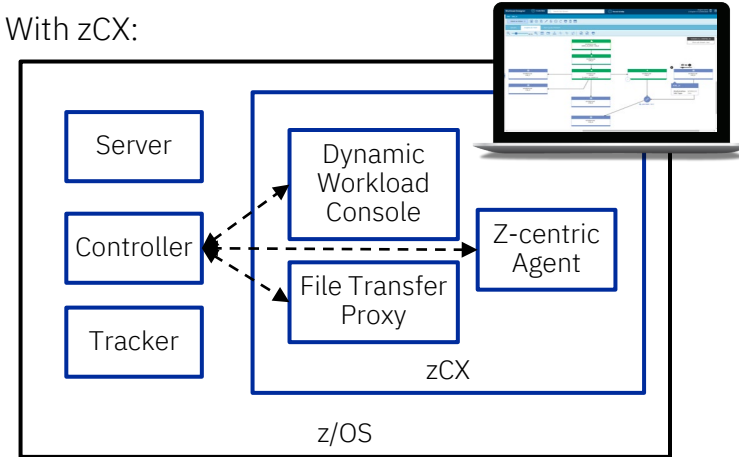 With zCX:
Server
Controller
Tracker
Dynamic
Workload
Console
File Transfer
Proxy
Z-centric
Agent
zCX
z/OS